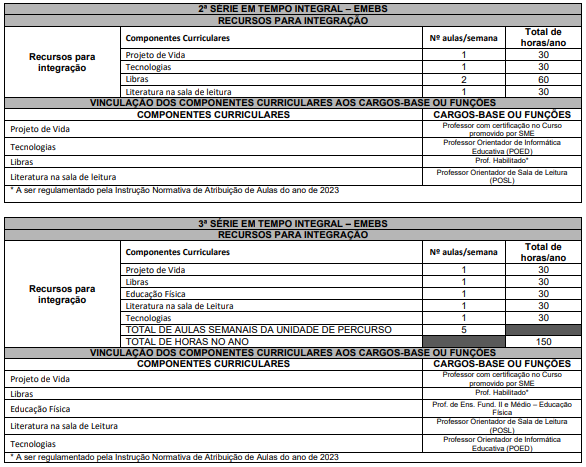 2ª SÉRIE EM TEMPO INTEGRAL – EMEBS
RECURSOS PARA INTEGRAÇÃO
Recursos para integração
Componentes Curriculares Nº aulas/semana Total de horas/ano
Projeto de Vida 1 30
Tecnologias 1 30
Libras 2 60
Literatura na sala de leitura 1 30
VINCULAÇÃO DOS COMPONENTES CURRICULARES AOS CARGOS-BASE OU FUNÇÕES
COMPONENTES CURRICULARES CARGOS-BASE OU FUNÇÕES
Projeto de Vida Professor com certificação no Curso promovido por SME
Tecnologias Professor Orientador de Informática Educativa (POED)
Libras Prof. Habilitado*
Literatura na sala de leitura Professor Orientador de Sala de Leitura (POSL)
* A ser regulamentado pela Instrução Normativa de Atribuição de Aulas do ano de 2023
3ª SÉRIE EM TEMPO INTEGRAL – EMEBS
RECURSOS PARA INTEGRAÇÃO
Recursos para integração
Componentes Curriculares Nº aulas/semana Total de horas/ano
Projeto de Vida 1 30
Libras 1 30
Educação Física 1 30
Literatura na sala de Leitura 1 30
Tecnologias 1 30
TOTAL DE AULAS SEMANAIS DA UNIDADE DE PERCURSO 5
TOTAL DE HORAS NO ANO 150
VINCULAÇÃO DOS COMPONENTES CURRICULARES AOS CARGOS-BASE OU FUNÇÕES
COMPONENTES CURRICULARES CARGOS-BASE OU FUNÇÕES
Projeto de Vida Professor com certificação no Curso promovido por SME
Libras Prof. Habilitado*
Educação Física Prof. de Ens. Fund. II e Médio – Educação Física
Literatura na sala de Leitura Professor Orientador de Sala de Leitura (POSL)
Tecnologias Professor Orientador de Informática Educativa (POED)
* A ser regulamentado pela Instrução Normativa de Atribuição de Aulas do ano de 2023